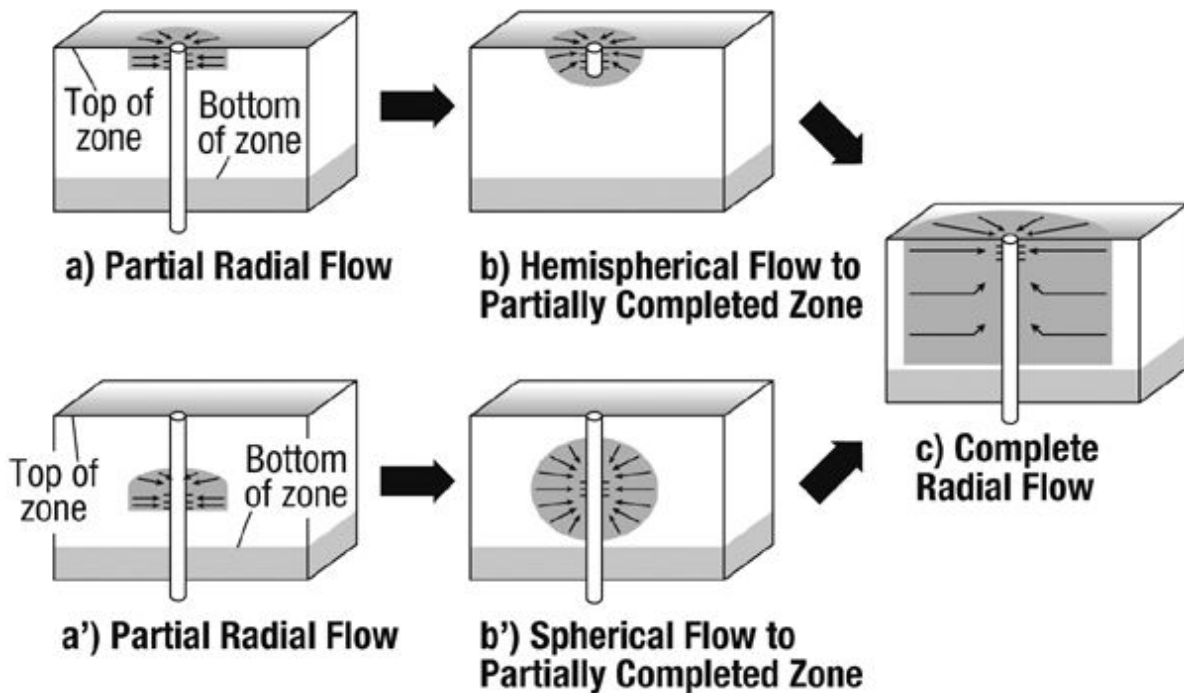 Top of
zone
Bottom
of zone
a) Partial Radial Flow
b) Hemispherical Flow to
Partially Completed Zone
Top of
zone
Bottom
of zone
a’) Partial Radial Flow
b’) Spherical Flow to
Partially Completed Zone
c) Complete
Radial Flow